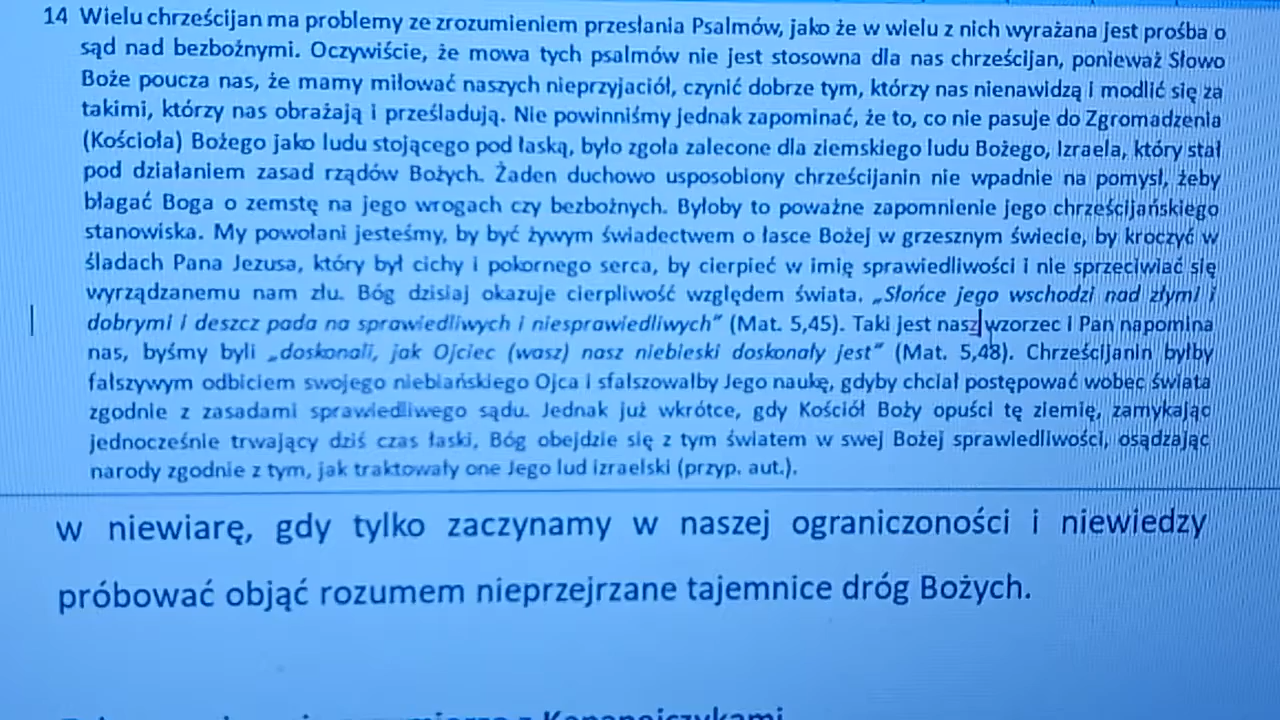 14 Wielu chrześcijan ma problemy ze zrozumieniem przesłania Psalmów, jako że w wielu z nich wyrażana jest prośba o
sąd nad bezbożnymi. Oczywiście, że mowa tych psalmów nie jest stosowna dla nas chrześcijan, ponieważ Słowo
Boże poucza nas, że mamy miłować naszych nieprzyjaciół, czynić dobrze tym, którzy nas nienawidzą i modlić się za
takimi, którzy nas obrażają i prześladują. Nie powinniśmy jednak zapominać, że to, co nie pasuje do Zgromadzenia
(Kościoła) Bożego jako ludu stojącego pod łaską, było zgoła zalecone dla ziemskiego ludu Bożego, Izraela, który stał
pod działaniem zasad rządów Bożych. Żaden duchowo usposobiony chrześcijanin nie wpadnie na pomysł, żeby
błagać Boga o zemstę na jego wrogach czy bezbożnych. Byłoby to poważne zapomnienie jego chrześcijańskiego
stanowiska. My powołani jesteśmy, by być żywym świadectwem o łasce Bożej w grzesznym świecie, by kroczyć w
śladach Pana Jezusa, który był cichy i pokornego serca, by cierpieć w imię sprawiedliwości i nie sprzeciwiać się
wyrządzanemu nam złu. Bóg dzisiaj okazuje cierpliwość względem świata. „Słońce jego wschodzi nad złymi i
dobrymi i deszcz pada na sprawiedliwych i niesprawiedliwych” (Mat. 5,45). Taki jest nasz wzorzec i Pan napomina
nas, byśmy byli „doskonali, jak Ojciec (wasz) nasz niebieski doskonały jest” (Mat. 5,48). Chrześcijanin byłby
fałszywym odbiciem swojego niebiańskiego Ojca i sfałszowałby Jego naukę, gdyby chciał postępować wobec świata
zgodnie z zasadami sprawiedliwego sądu. Jednak już wkrótce, gdy Kościół Boży opuści tę ziemię, zamykając
jednocześnie trwający dziś czas łaski, Bóg obejdzie się z tym światem w swej Bożej sprawiedliwości, osądzając
narody zgodnie z tym, jak traktowały one Jego lud izraelski (przyp. aut.).
w niewiarę, gdy tylko zaczynamy w naszej ograniczoności i niewiedzy
próbować objąć rozumem nieprzejrzane tajemnice dróg Bożych.